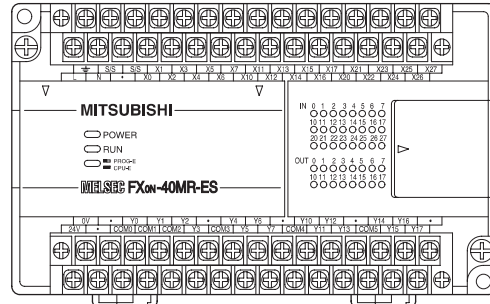 ⏚ S/S S/S X1 X3 X5 X7 X11 X13 X15 X17 X21 X23 X25 X27
L N • X0 X2 X4 X6 X10 X12 X14 X16 X20 X22 X24 X26
MITSUBISHI
POWER
RUN
PROG-E
CPU-E
MELSEC FX0N-40MR-ES
IN 0 1 2 3 4 5 6 7
10 11 12 13 14 15 16 17
20 21 22 23 24 25 26 27
OUT 0 1 2 3 4 5 6 7
10 11 12 13 14 15 16 17
0V • Y0 Y1 Y2 • Y4 Y6 • Y10 Y12 • Y14 Y16 •
24V • COM0 COM1 COM2 Y3 COM3 Y5 Y7 COM4 Y11 Y13 COM5 Y15 Y17